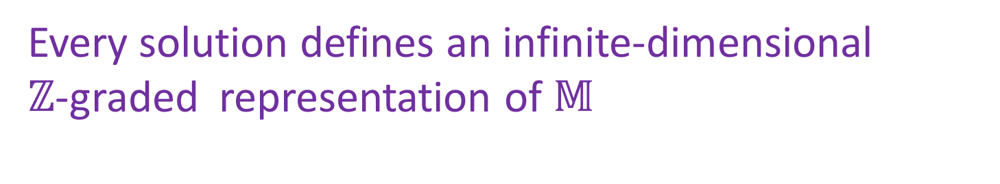 Every solution defines an infinite-dimensional
ℤ-graded representation of 𝕄